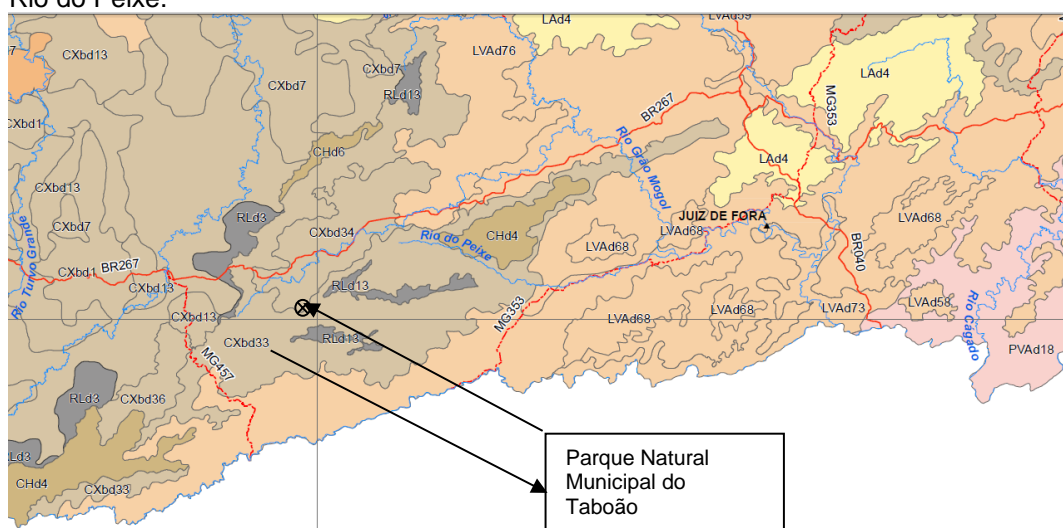 Rio do Peixe.
LAd4
LVAd59
CXbd13
LVAd76
CXbd7
CXbd7
LAd4
RLd13
MG353
BR267
CXbd1
CHd6
Rio Grão Mogol
LAd4
CXbd13
RLd3
JUIZ DE FORA
CXbd7
CXbd34
Rio do Peixe
CHd4
LVAd68
LVAd68
LVAd68
LVAd68
Rio Turvo Grande
CXbd1
BR267
CXbd13
BR040
RLd13
CXbd13
MG353
LVAd68
LVAd68
LVAd73
LVAd58
Rio Cágado
CXbd33
RLd13
PVAd18
MG457
RLd3
CXbd36
CHd4
CXbd33
Parque Natural
Municipal do
Taboão